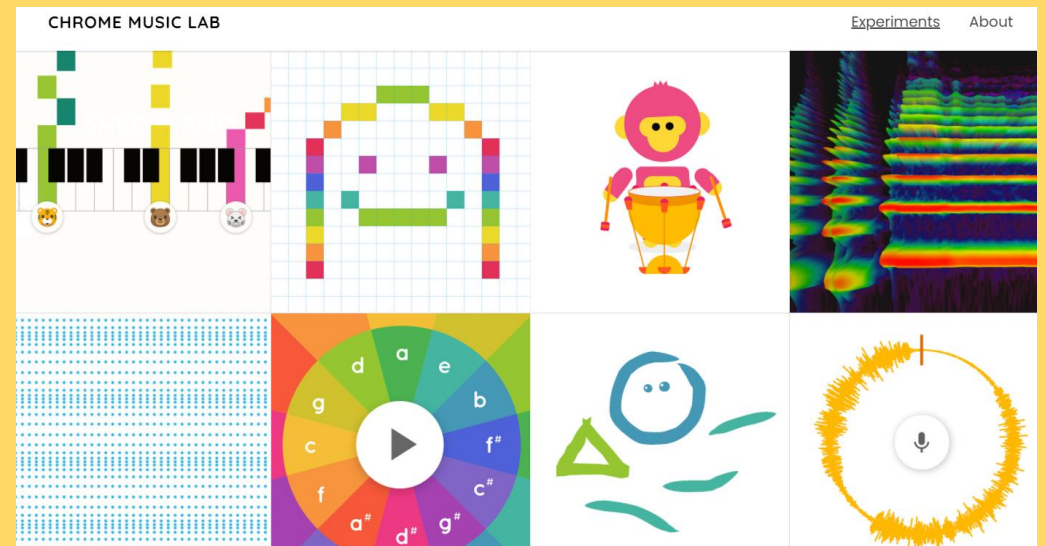 CHROME MUSIC LAB
Experiments About
a
d e
g b
c f#
f c#
a# g#
d#